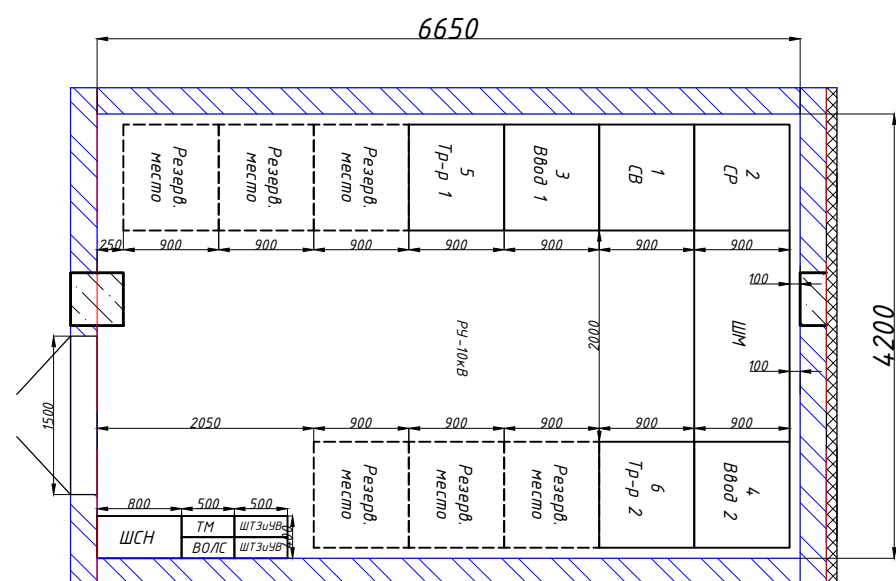 6650
Резерв.
место
Резерв.
место
Резерв.
место
5
Тр-р 1
3
Ввод 1
1
СВ
2
СР
250
900
900
900
900
900
900
900
100
РУ-10кВ
2000
ШМ
4200
100
1500
2050
900
900
900
900
900
Резерв.
место
Резерв.
место
Резерв.
место
6
Тр-р 2
4
Ввод 2
800
500
500
ШСН
ТМ
ШТЗиУВ
ВОЛС
ШТЗиУВ